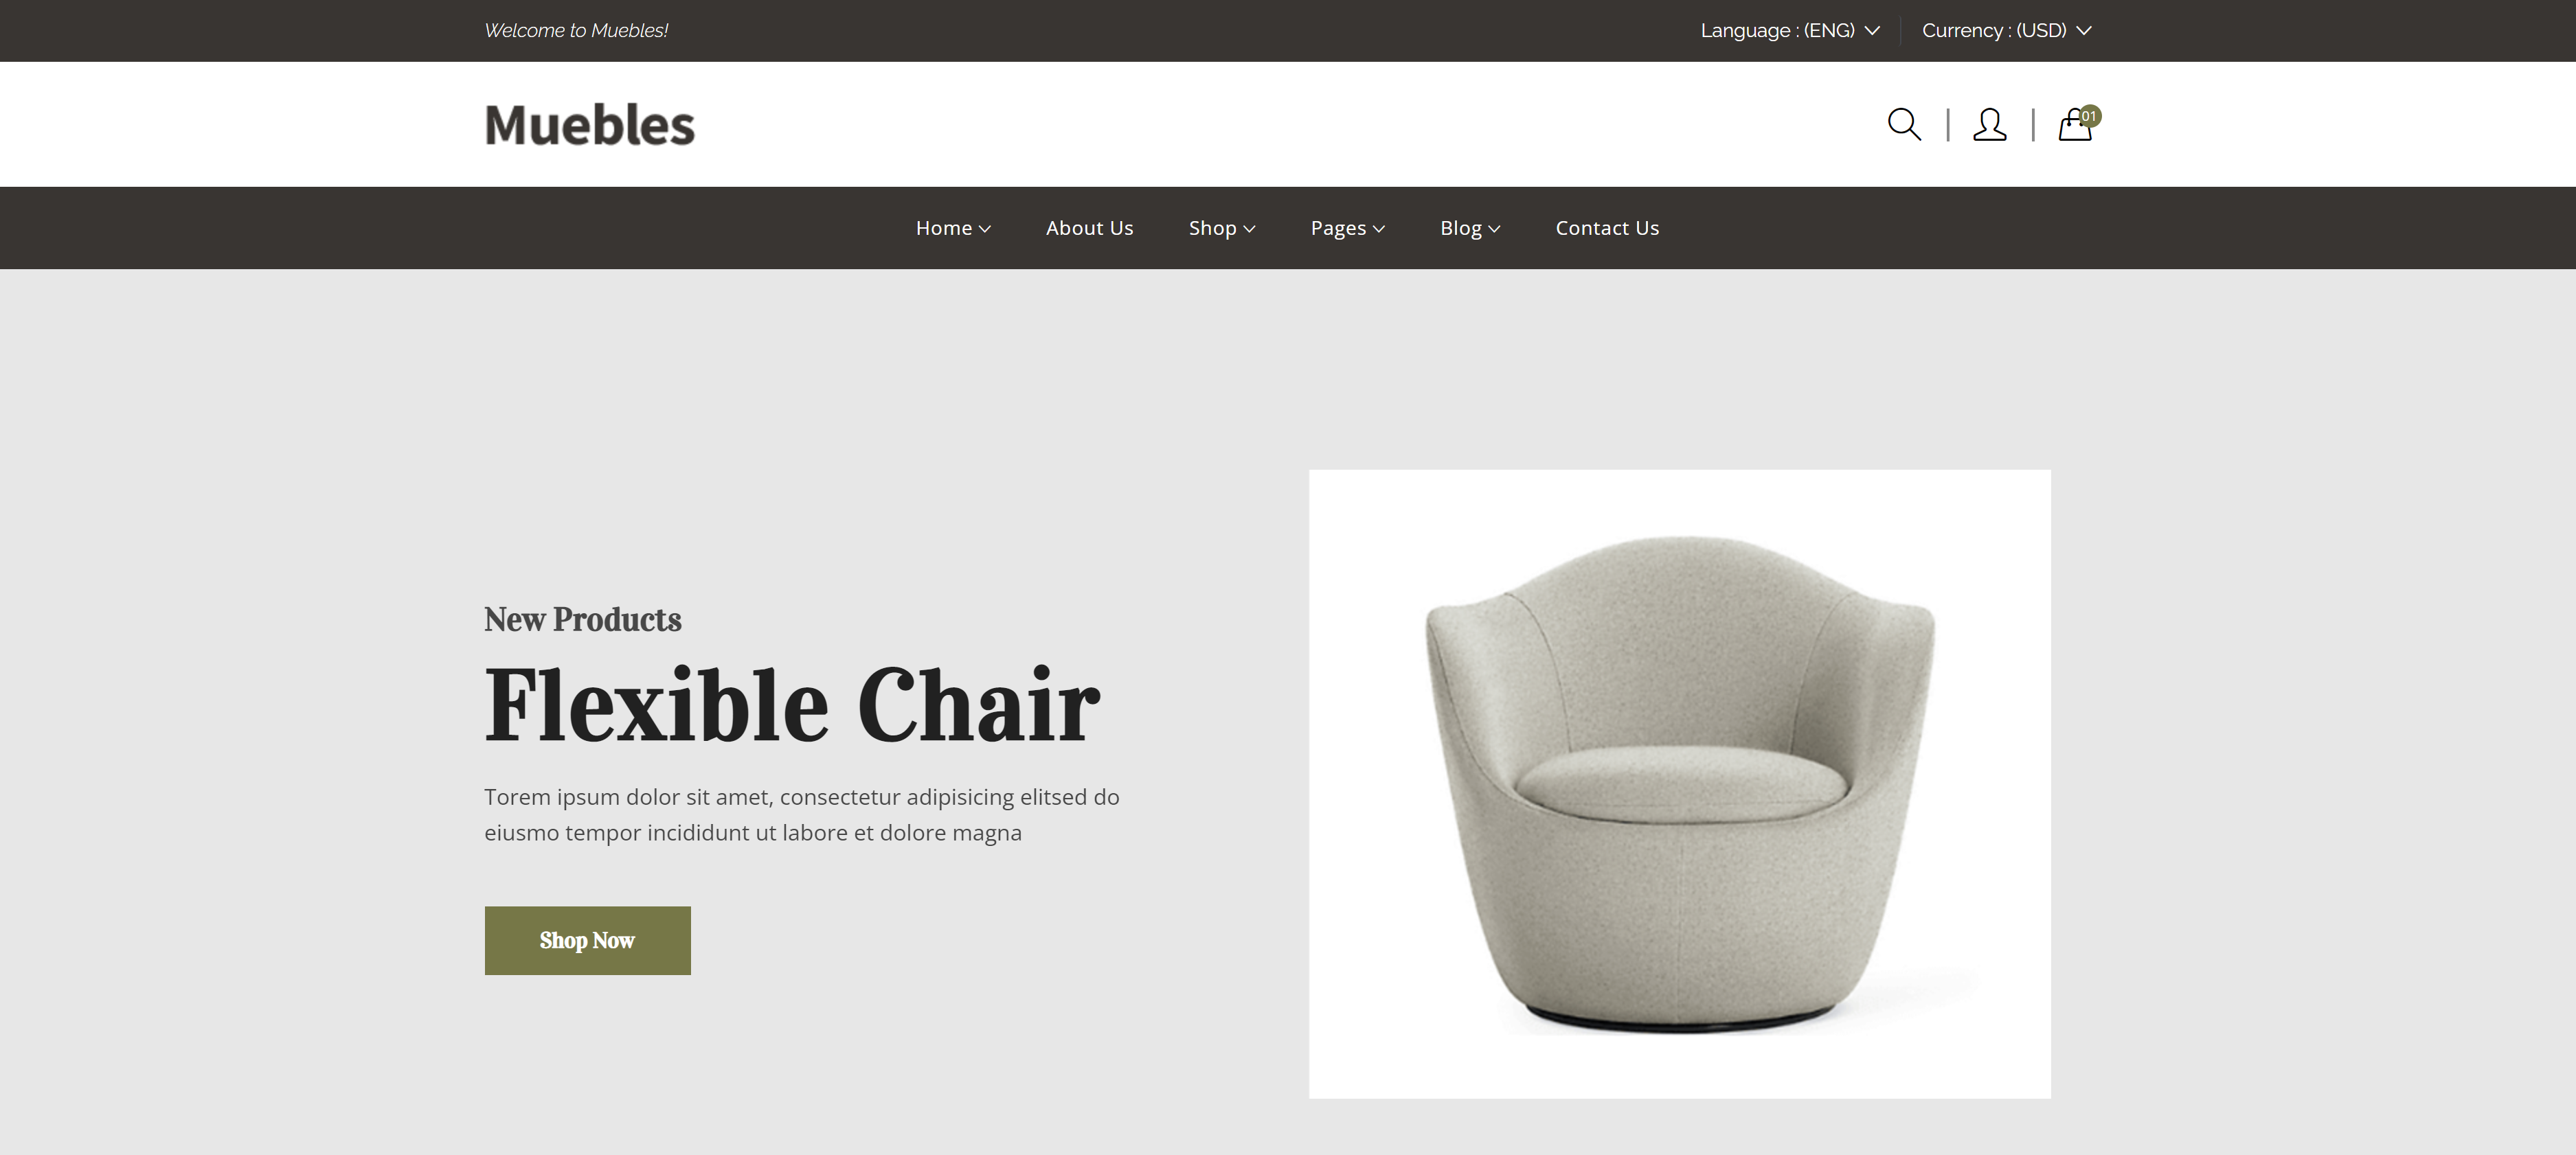 Welcome to Muebles!
Language : (ENG)
Currency : (USD)
Muebles
01
Home
About Us
Shop
Pages
Blog
Contact Us
New Products
Flexible Chair
Torem ipsum dolor sit amet, consectetur adipisicing elitsed do
eiusmo tempor incididunt ut labore et dolore magna
Shop Now